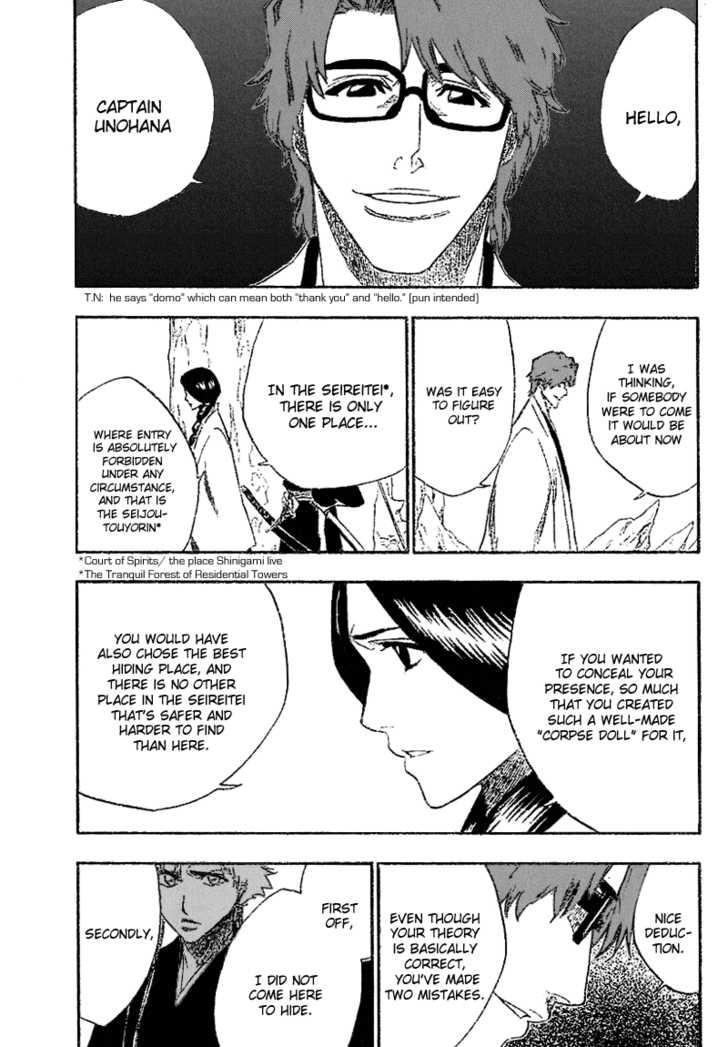 HELLO,
CAPTAIN
UNOHANA
T.N: he says "domo" which can mean both "thank you" and "hello." (pun intended)
I WAS
THINKING,
IF SOMEBODY
WERE TO COME
IT WOULD BE
ABOUT NOW
WAS IT EASY
TO FIGURE
OUT?
IN THE SEIREITEI*,
THERE IS ONLY
ONE PLACE...
WHERE ENTRY
IS ABSOLUTELY
FORBIDDEN
UNDER ANY
CIRCUMSTANCE,
AND THAT IS
THE SEIJOU-
TOUYORIN*
*Court of Spirits/ the place Shinigami live
*The Tranquil Forest of Residential Towers
IF YOU WANTED
TO CONCEAL YOUR
PRESENCE, SO MUCH
THAT YOU CREATED
SUCH A WELL-MADE
"CORPSE DOLL" FOR IT,
YOU WOULD HAVE
ALSO CHOSE THE BEST
HIDING PLACE, AND
THERE IS NO OTHER
PLACE IN THE SEIREITEI
THAT'S SAFER AND
HARDER TO FIND
THAN HERE.
NICE
DEDUC-
TION.
EVEN THOUGH
YOUR THEORY
IS BASICALLY
CORRECT,
YOU'VE MADE
TWO MISTAKES.
FIRST
OFF,
I DID NOT
COME HERE
TO HIDE.
SECONDLY,